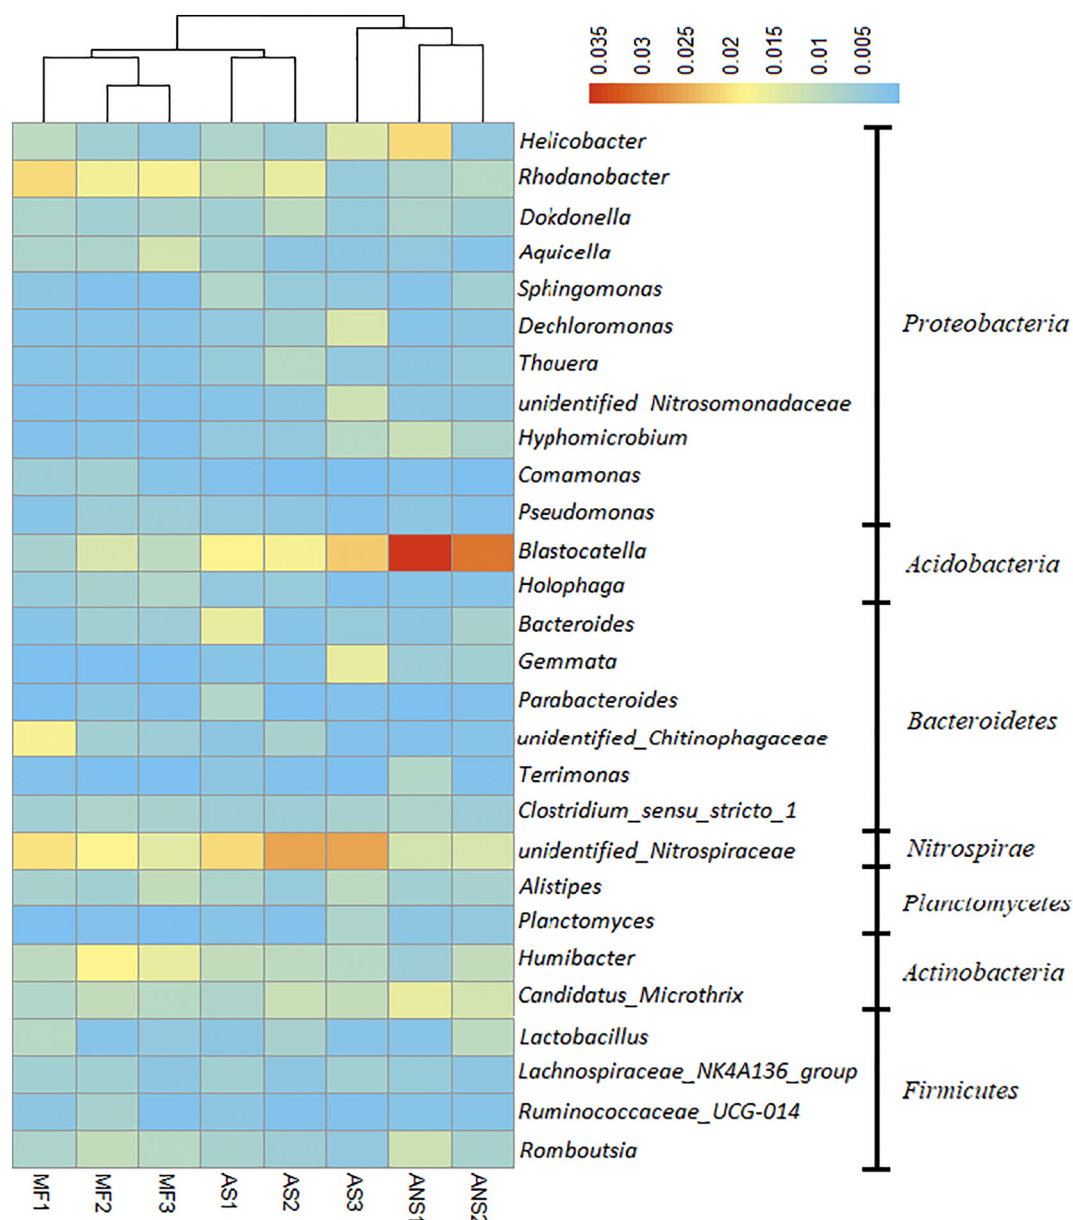 0.035 0.03 0.025 0.02 0.015 0.01 0.005
Helicobacter
Rhodanobacter
Dokdonella
Aquicella
Sphingomonas
Dechloromonas
Thauera
unidentified Nitrosomonadaceae
Hyphomicrobium
Comamonas
Pseudomonas
Blastocatella
Holophaga
Bacteroides
Gemmata
Parabacteroides
unidentified_Chitinophagaceae
Terrimonas
Clostridium_sensu_stricto_1
unidentified_Nitrospiraceae
Alistipes
Planctomyces
Humibacter
Candidatus_Microthrix
Lactobacillus
Lachnospiraceae_NK4A136_group
Ruminococcaceae_UCG-014
Romboutsia
Proteobacteria
Acidobacteria
Bacteroidetes
Nitrospirae
Planctomycetes
Actinobacteria
Firmicutes
MF1 MF2 MF3 AS1 AS2 AS3 ANS1 ANS2